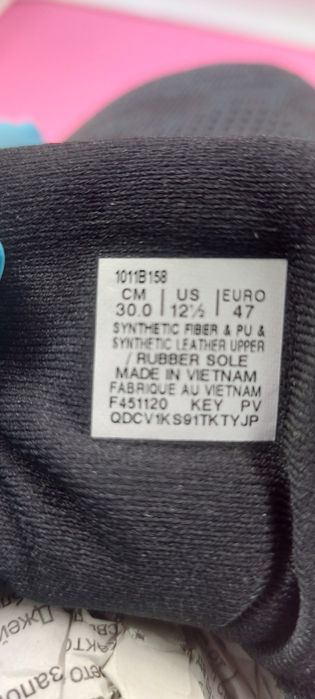 1011B158
CM | US | EURO
30.0 | 12½ | 47
SYNTHETIC FIBER & PU &
SYNTHETIC LEATHER UPPER
/ RUBBER SOLE
MADE IN VIETNAM
FABRIQUE AU VIETNAM
F451120 KEY PV
QDCV1KS91TKTYJP